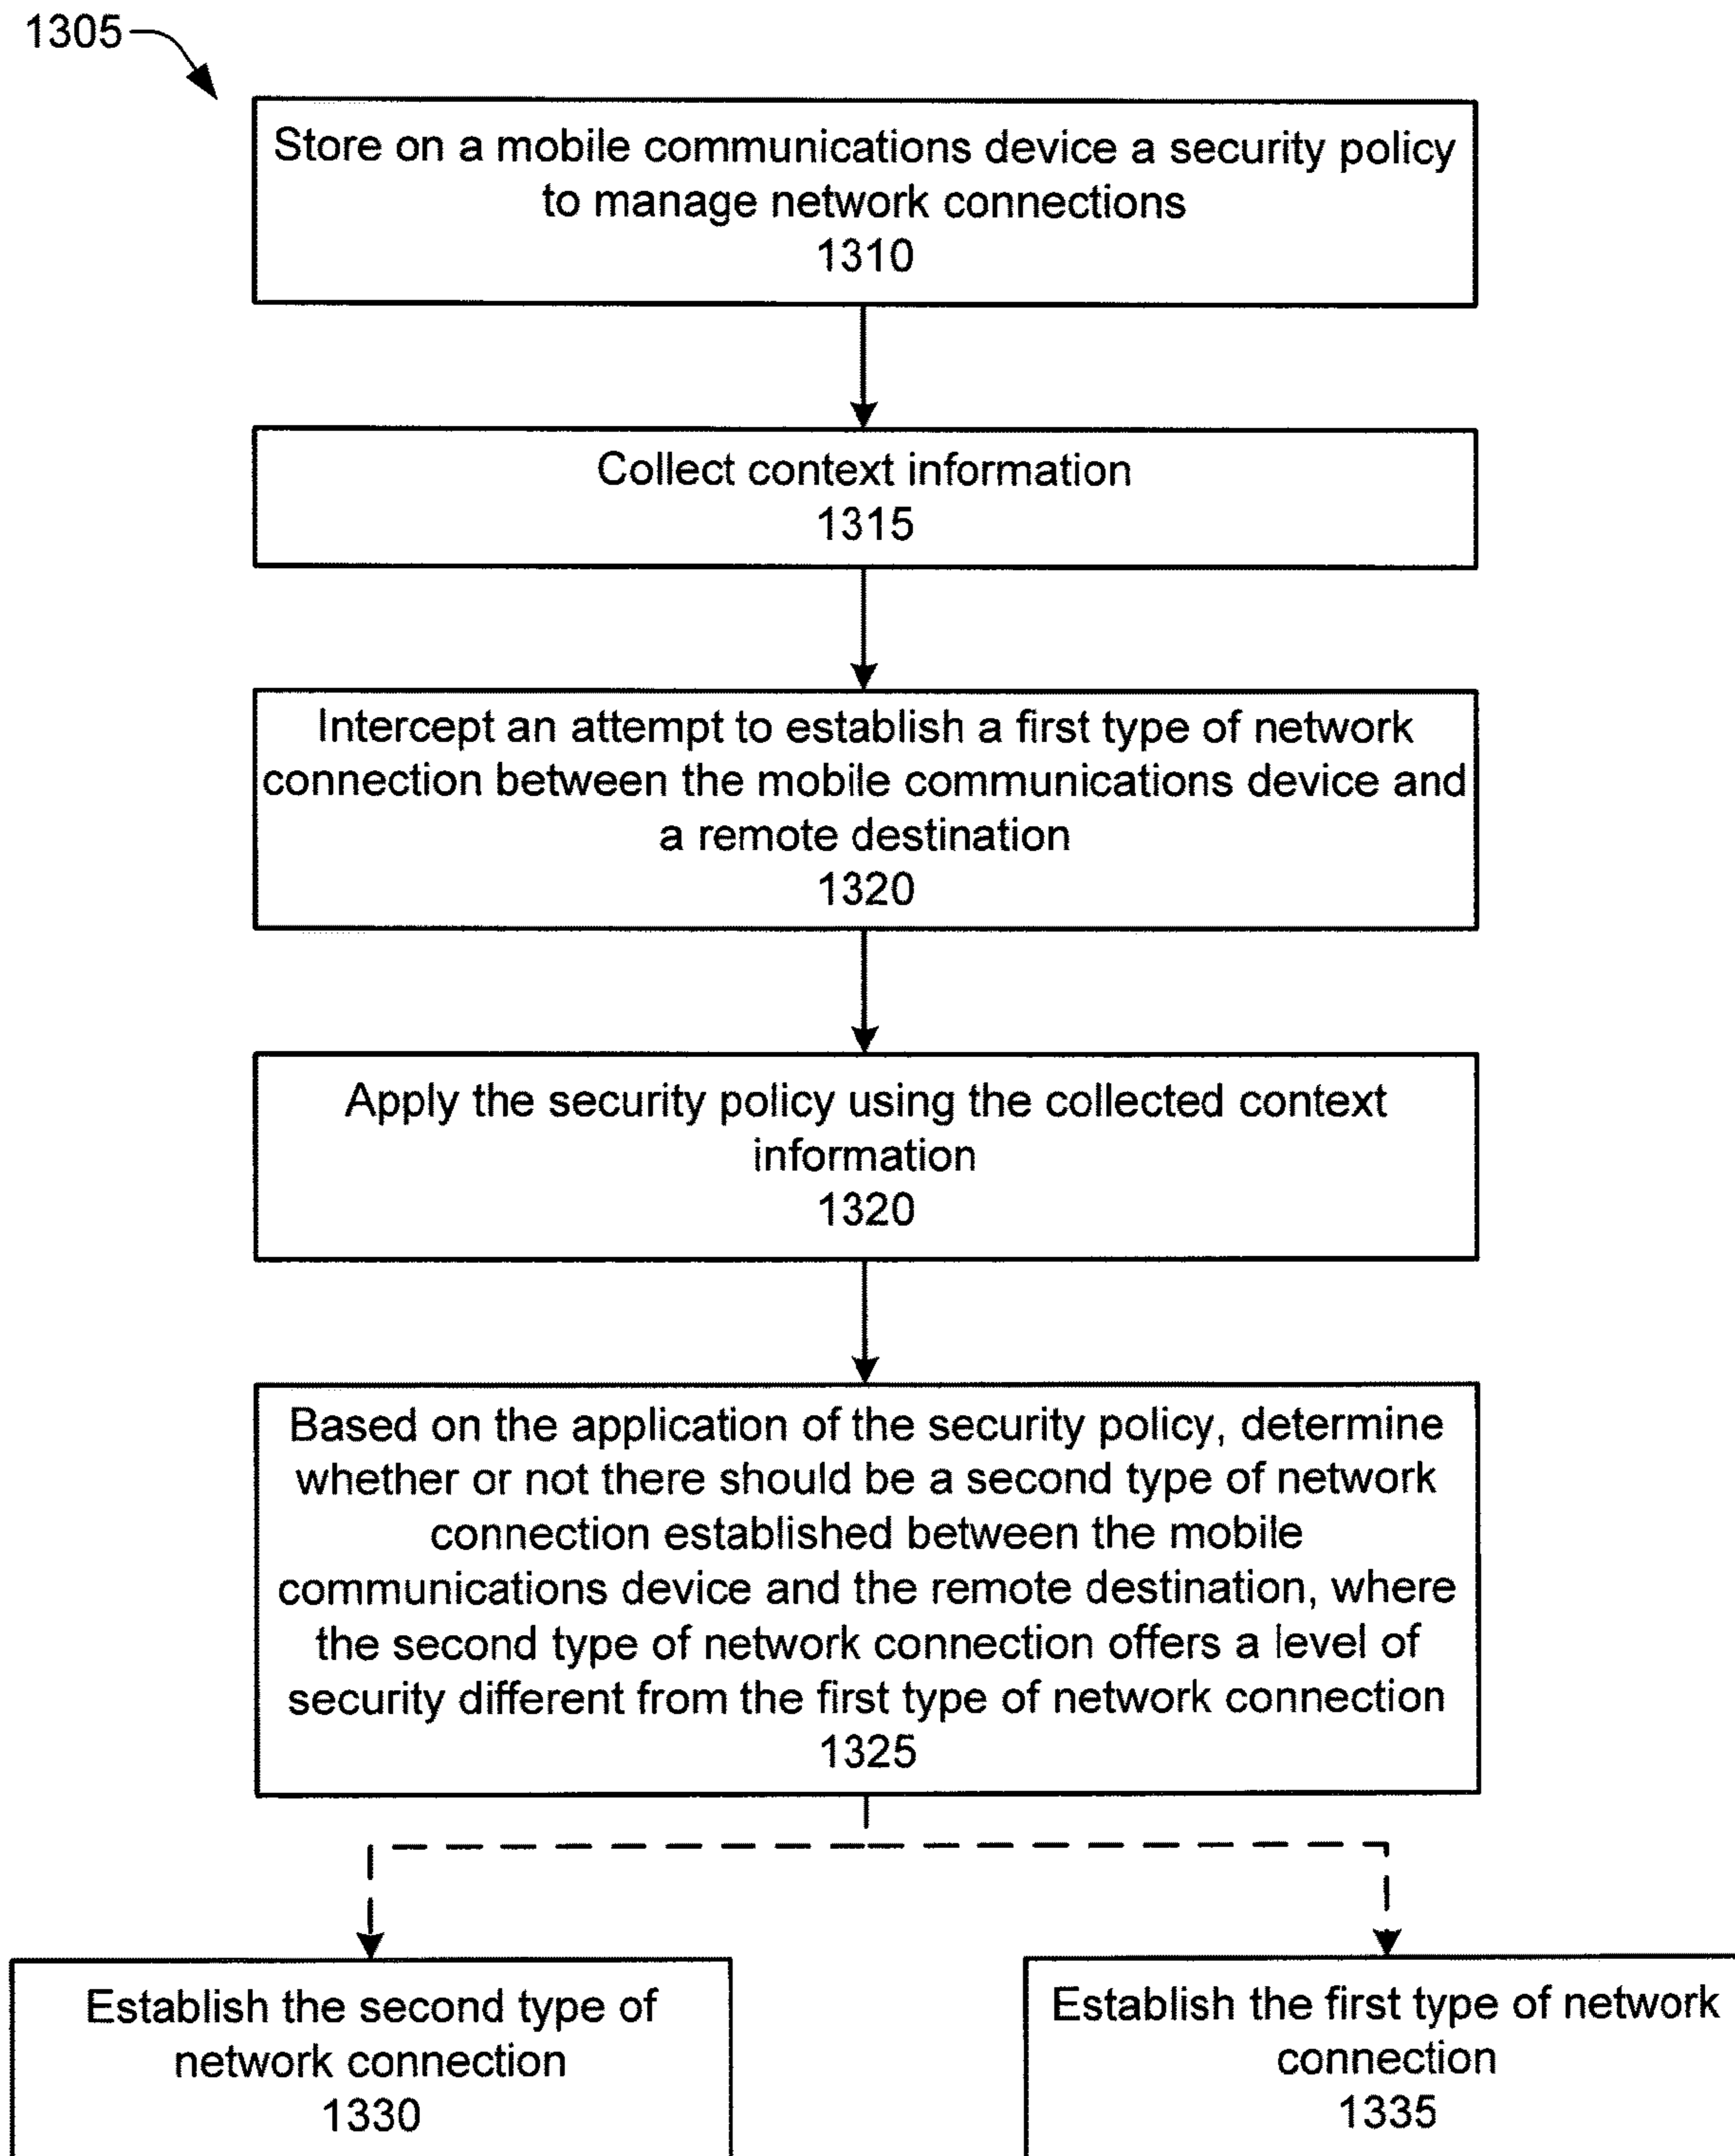 1305
Store on a mobile communications device a security policy
to manage network connections
1310
Collect context information
1315
Intercept an attempt to establish a first type of network
connection between the mobile communications device and
a remote destination
1320
Apply the security policy using the collected context
information
1320
Based on the application of the security policy, determine
whether or not there should be a second type of network
connection established between the mobile
communications device and the remote destination, where
the second type of network connection offers a level of
security different from the first type of network connection
1325
Establish the second type of
network connection
1330
Establish the first type of network
connection
1335